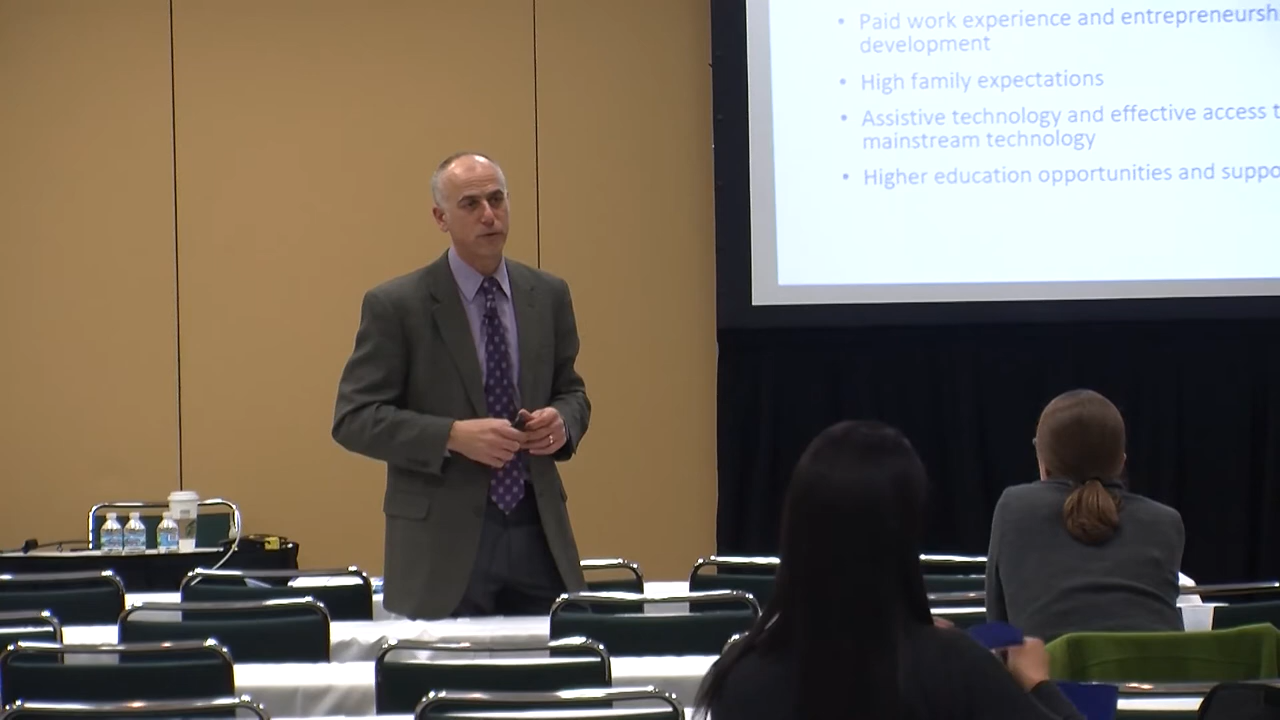 • Paid work experience and entrepreneursh
development
• High family expectations
• Assistive technology and effective access t
mainstream technology
• Higher education opportunities and suppo